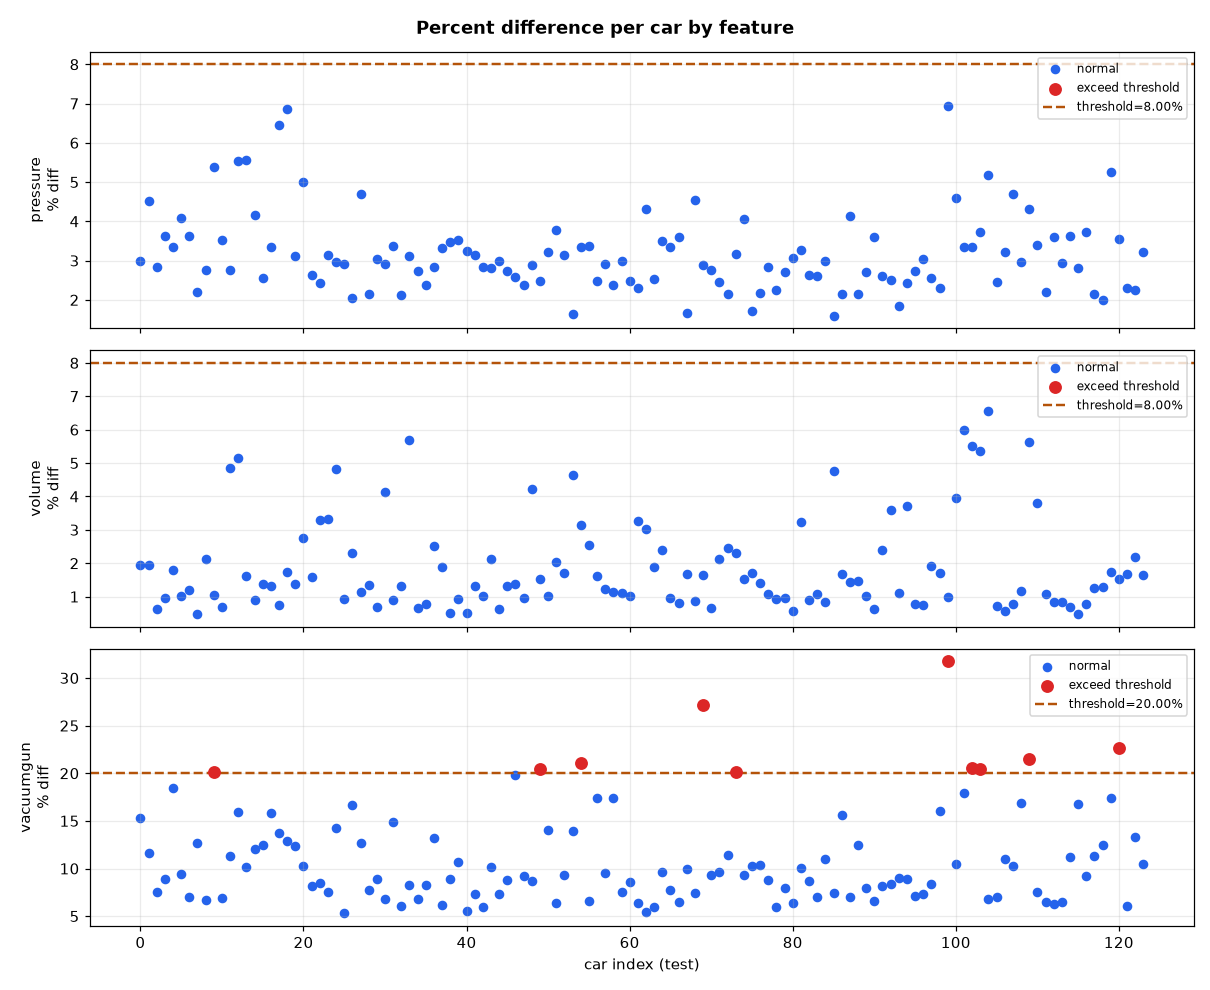 Percent difference per car by feature
8
7
6
5
4
3
2
pressure
% diff
normal
exceed threshold
threshold=8.00%
8
7
6
5
4
3
2
1
volume
% diff
normal
exceed threshold
threshold=8.00%
30
25
20
15
10
5
vacuumgun
% diff
normal
exceed threshold
threshold=20.00%
0 20 40 60 80 100 120
car index (test)